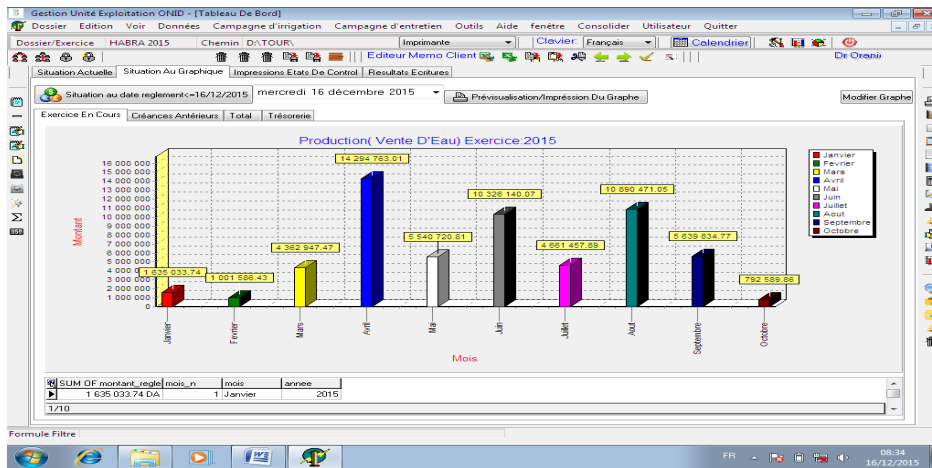 Gestion Unité Exploitation ONID - [Tableau De Bord]
Dossier Edition Voir Données Campagne d'irrigation Campagne d'entretien Outils Aide fenêtre Consolider Utilisateur Quitter
Dossier/Exercice HABRA 2015 Chemin D:\TOUR\ Imprimante Clavier: Français Calendrier
Editeur Memo Client
Situation Actuelle Situation Au Graphique Impressions Etats De Control Resultats Ecritures
Situation au date reglement<=16/12/2015 mercredi 16 décembre 2015 Prévisualisation/Impréssion Du Graphe Modifier Graphe
Exercice En Cours Créances Antérieurs Total Trésorerie
Production( Vente D'Eau) Exercice:2015
Montant
16 000 000
15 000 000
14 000 000
13 000 000
12 000 000
11 000 000
10 000 000
9 000 000
8 000 000
7 000 000
6 000 000
5 000 000
4 000 0
3 000 000
2 000 000
1 000 000
0
1 635 033.74
1 001 586.43
4 362 947.47
14 294 763.01
5 540 720.81
10 326 140.07
4 661 457.89
10 890 471.05
5 639 834.77
792 589.86
Janvier
Fevrier
Mars
Avril
Mai
Juin
Juillet
Aout
Septembre
Octobre
Mois
Janvier
Fevrier
Mars
Avril
Mai
Juin
Juillet
Aout
Septembre
Octobre
SUM OF montant_regle mois_n mois annee
1 635 033.74 DA 1 Janvier 2015
1/10
Formule Filtre
FR
08:34
16/12/2015